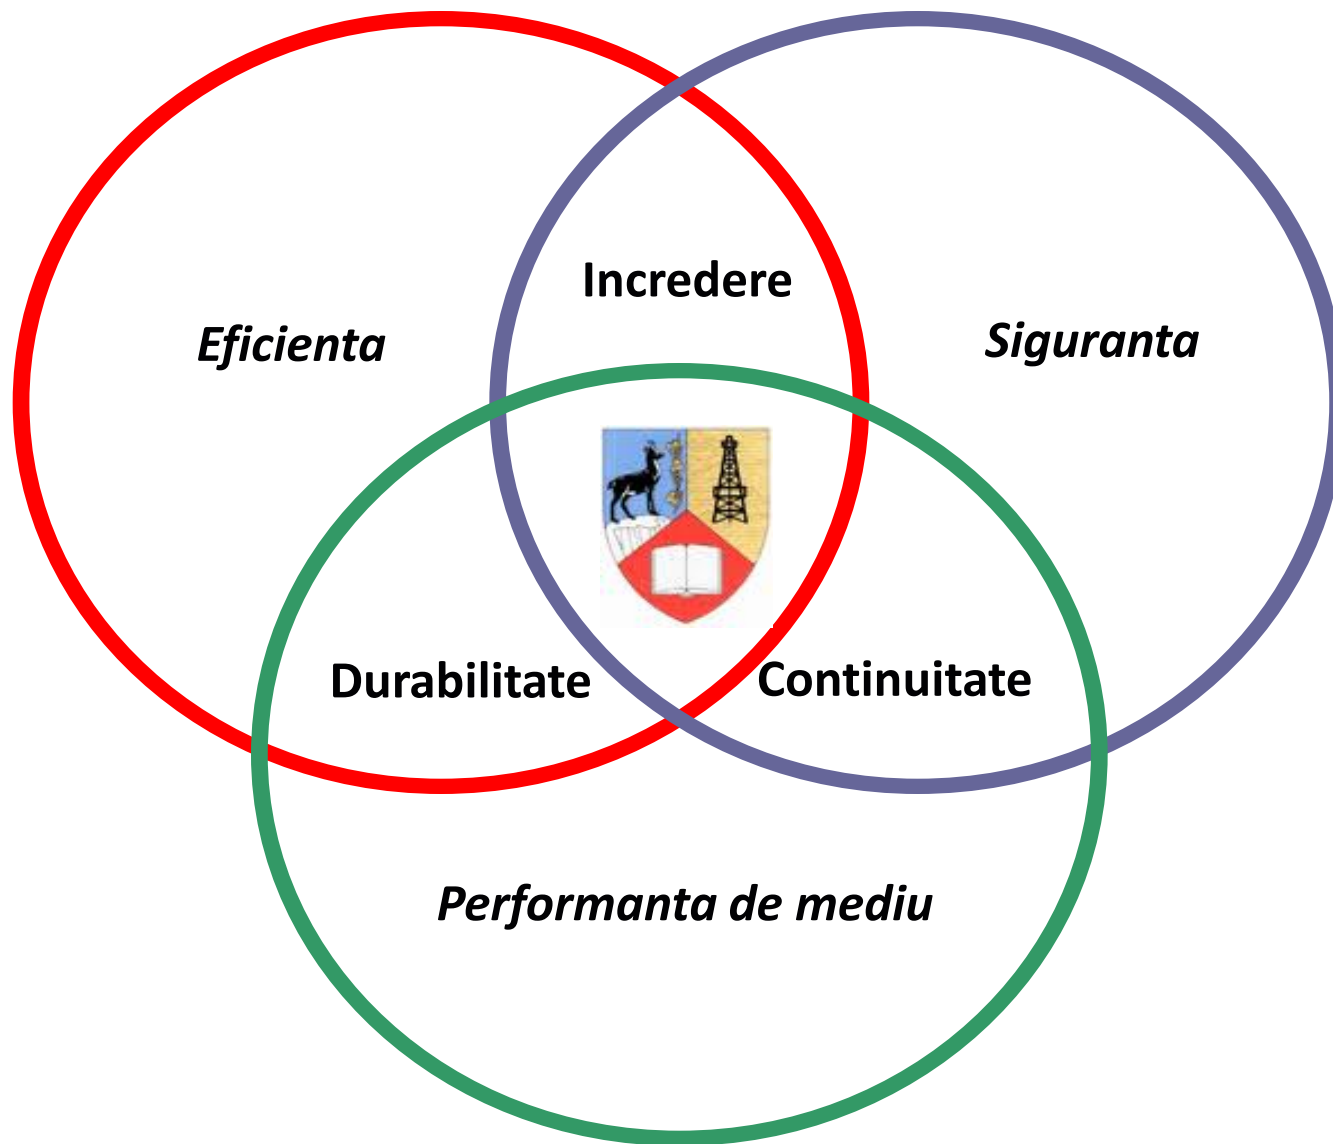 Incredere
Eficienta
Siguranta
Durabilitate
Continuitate
Performanta de mediu